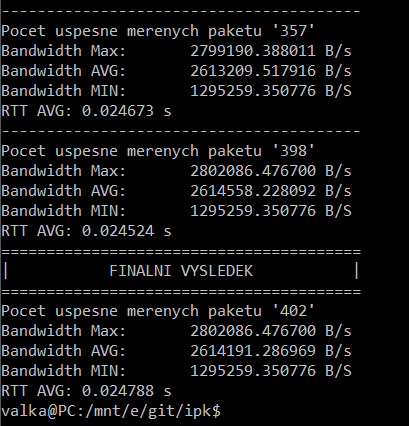 ----------------------------------------
Pocet uspesne merenych paketu '357'
Bandwidth Max:       2799190.388011 B/s
Bandwidth AVG:       2613209.517916 B/s
Bandwidth MIN:       1295259.350776 B/S
RTT AVG: 0.024673 s
----------------------------------------
Pocet uspesne merenych paketu '398'
Bandwidth Max:       2802086.476700 B/s
Bandwidth AVG:       2614558.228092 B/s
Bandwidth MIN:       1295259.350776 B/S
RTT AVG: 0.024524 s
========================================
|           FINALNI VYSLEDEK           |
========================================
Pocet uspesne merenych paketu '402'
Bandwidth Max:       2802086.476700 B/s
Bandwidth AVG:       2614191.286969 B/s
Bandwidth MIN:       1295259.350776 B/S
RTT AVG: 0.024788 s
valka@PC:/mnt/e/git/ipk$